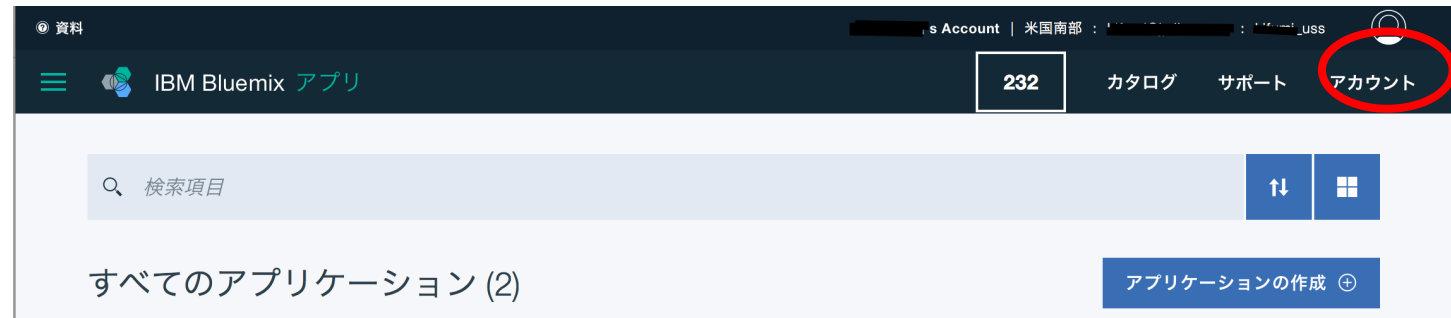 資料
s Account | 米国南部 : : _uss
IBM Bluemix アプリ 232 カタログ サポート アカウント
検索項目
すべてのアプリケーション (2) アプリケーションの作成